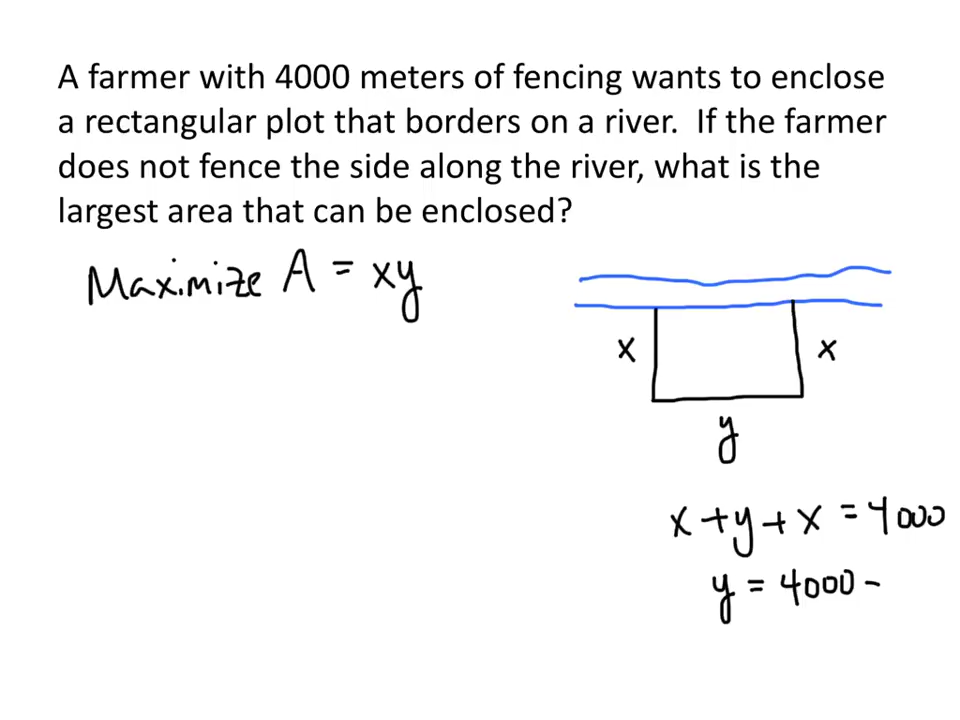 A farmer with 4000 meters of fencing wants to enclose
a rectangular plot that borders on a river. If the farmer
does not fence the side along the river, what is the
largest area that can be enclosed?
Maximize A = xy
x x
y
x + y + x = 4000
y = 4000 -